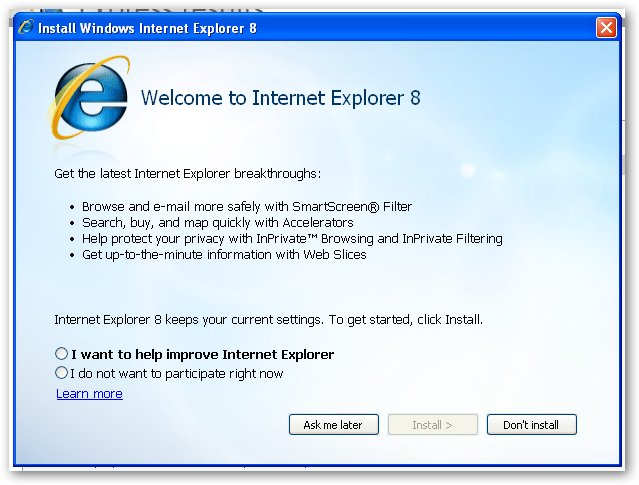 Install Windows Internet Explorer 8
Welcome to Internet Explorer 8
Get the latest Internet Explorer breakthroughs:
• Browse and e-mail more safely with SmartScreen® Filter
• Search, buy, and map quickly with Accelerators
• Help protect your privacy with InPrivate™ Browsing and InPrivate Filtering
• Get up-to-the-minute information with Web Slices
Internet Explorer 8 keeps your current settings. To get started, click Install.
I want to help improve Internet Explorer
I do not want to participate right now
Learn more
Ask me later
Install >
Don't install